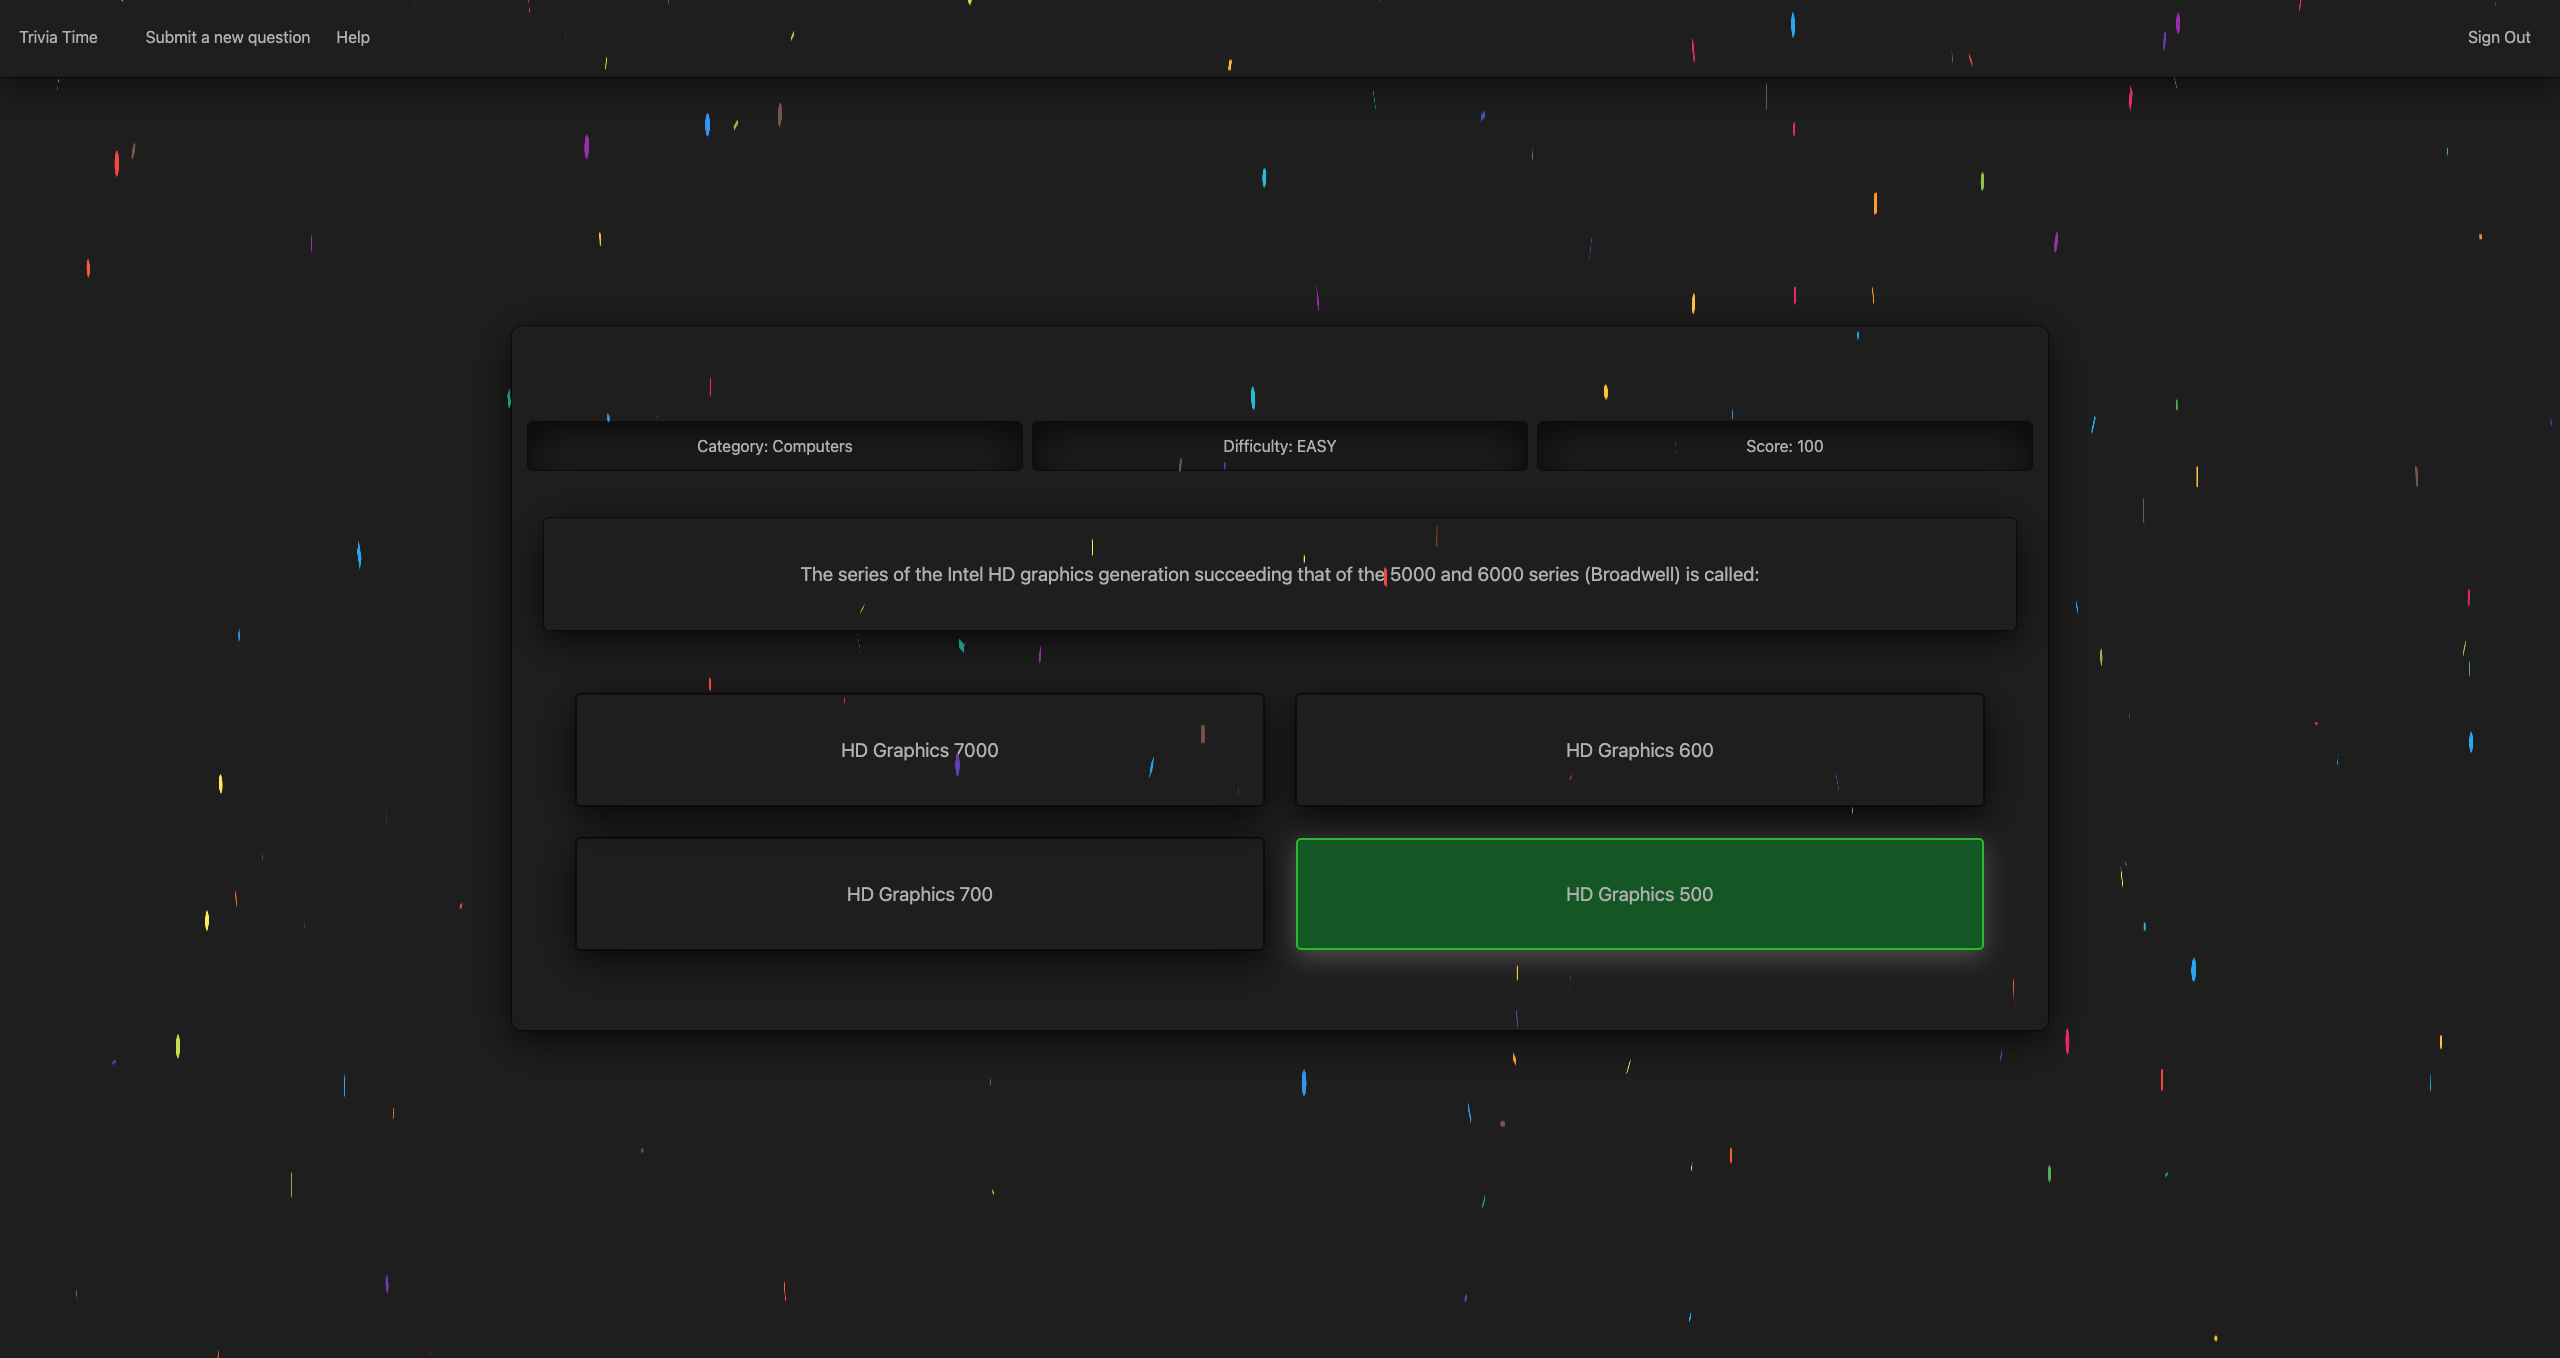 Trivia Time
Submit a new question
Help
Sign Out
Category: Computers
Difficulty: EASY
Score: 100
The series of the Intel HD graphics generation succeeding that of the 5000 and 6000 series (Broadwell) is called:
HD Graphics 7000
HD Graphics 600
HD Graphics 700
HD Graphics 500